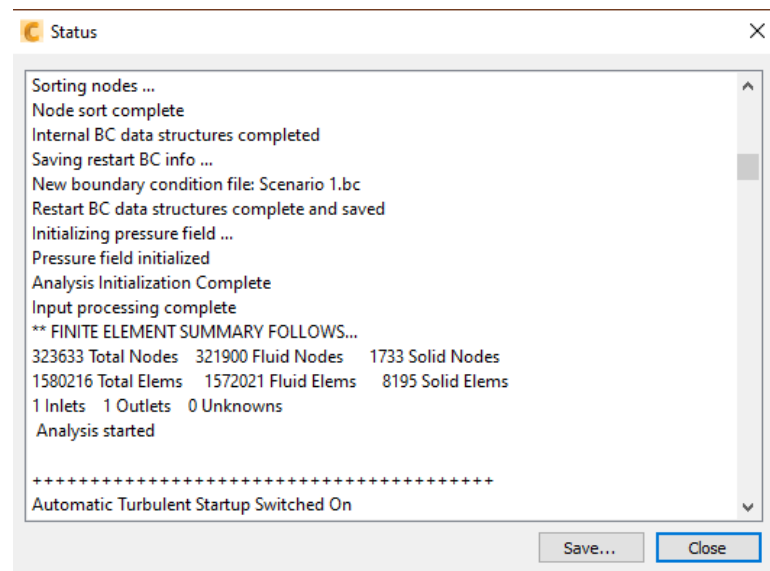 Status
Sorting nodes ...
Node sort complete
Internal BC data structures completed
Saving restart BC info ...
New boundary condition file: Scenario 1.bc
Restart BC data structures complete and saved
Initializing pressure field ...
Pressure field initialized
Analysis Initialization Complete
Input processing complete
** FINITE ELEMENT SUMMARY FOLLOWS...
323633 Total Nodes 321900 Fluid Nodes 1733 Solid Nodes
1580216 Total Elems 1572021 Fluid Elems 8195 Solid Elems
1 Inlets 1 Outlets 0 Unknowns
Analysis started
++++++++++++++++++++++++++++++++++++++++
Automatic Turbulent Startup Switched On
Save... Close